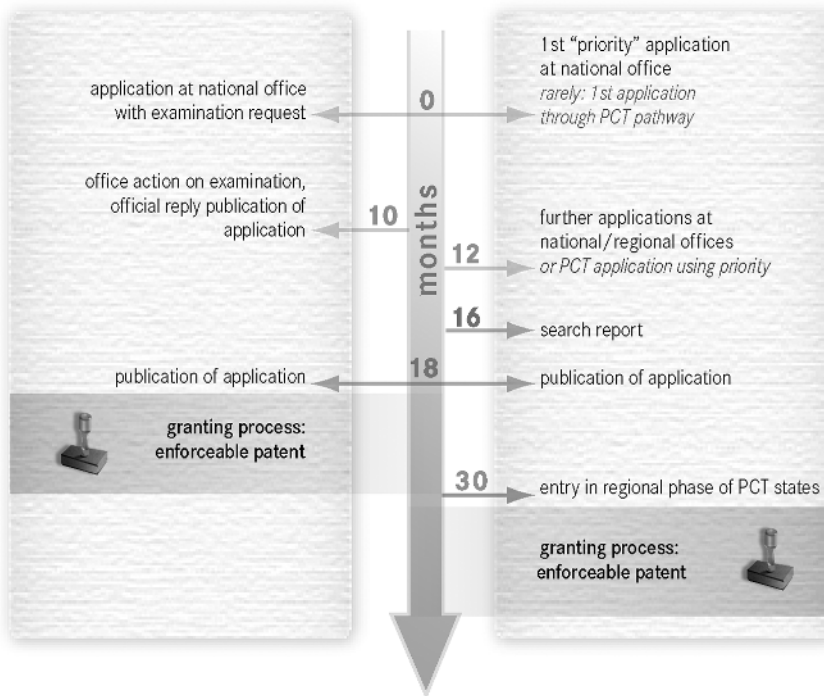 application at national office
with examination request
0
1st “priority” application
at national office
rarely: 1st application
through PCT pathway
office action on examination,
official reply publication of
application
10
months
12
further applications at
national/regional offices
or PCT application using priority
16
search report
publication of application
18
publication of application
granting process:
enforceable patent
30
entry in regional phase of PCT states
granting process:
enforceable patent